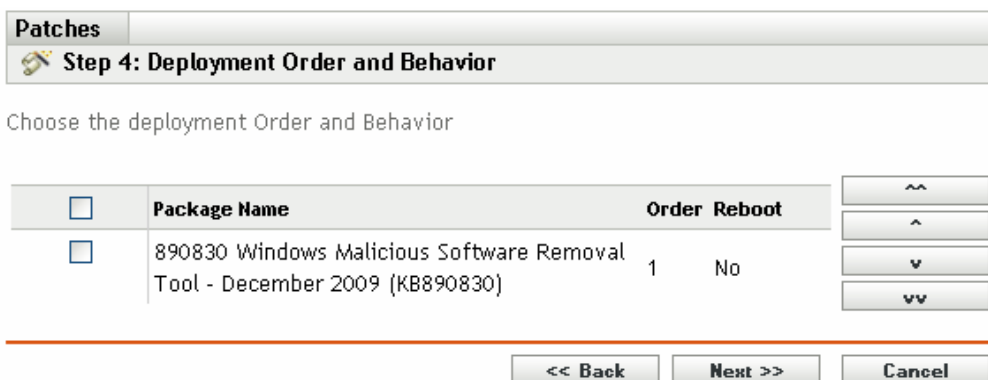 Patches
Step 4: Deployment Order and Behavior
Choose the deployment Order and Behavior
Package Name Order Reboot
890830 Windows Malicious Software Removal
Tool - December 2009 (KB890830) 1 No
^^
^
v
vv
<< Back Next >> Cancel